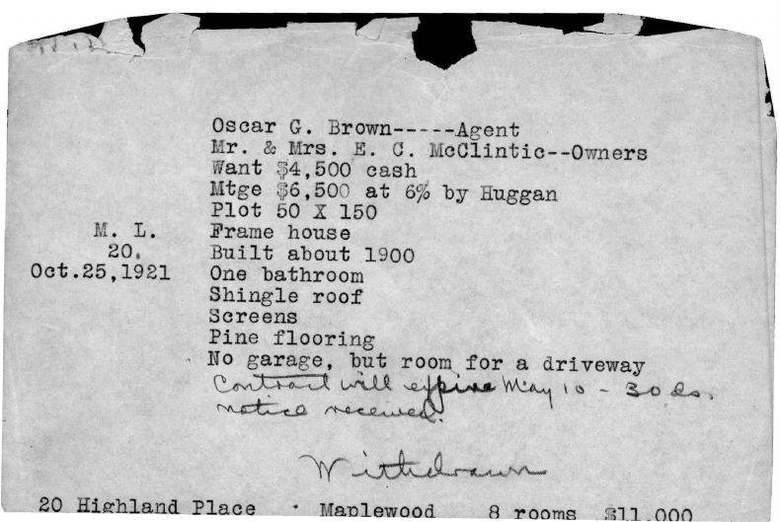 Oscar G. Brown-----Agent
Mr. & Mrs. E. C. McClintic--Owners
Want $4,500 cash
Mtge $6,500 at 6% by Huggan
Plot 50 X 150
M. L. Frame house
20. Built about 1900
Oct.25,1921 One bathroom
Shingle roof
Screens
Pine flooring
No garage, but room for a driveway
Contract will expire May 10 - 30 ds.
notice received.
Withdrawn
20 Highland Place Maplewood 8 rooms $11,000